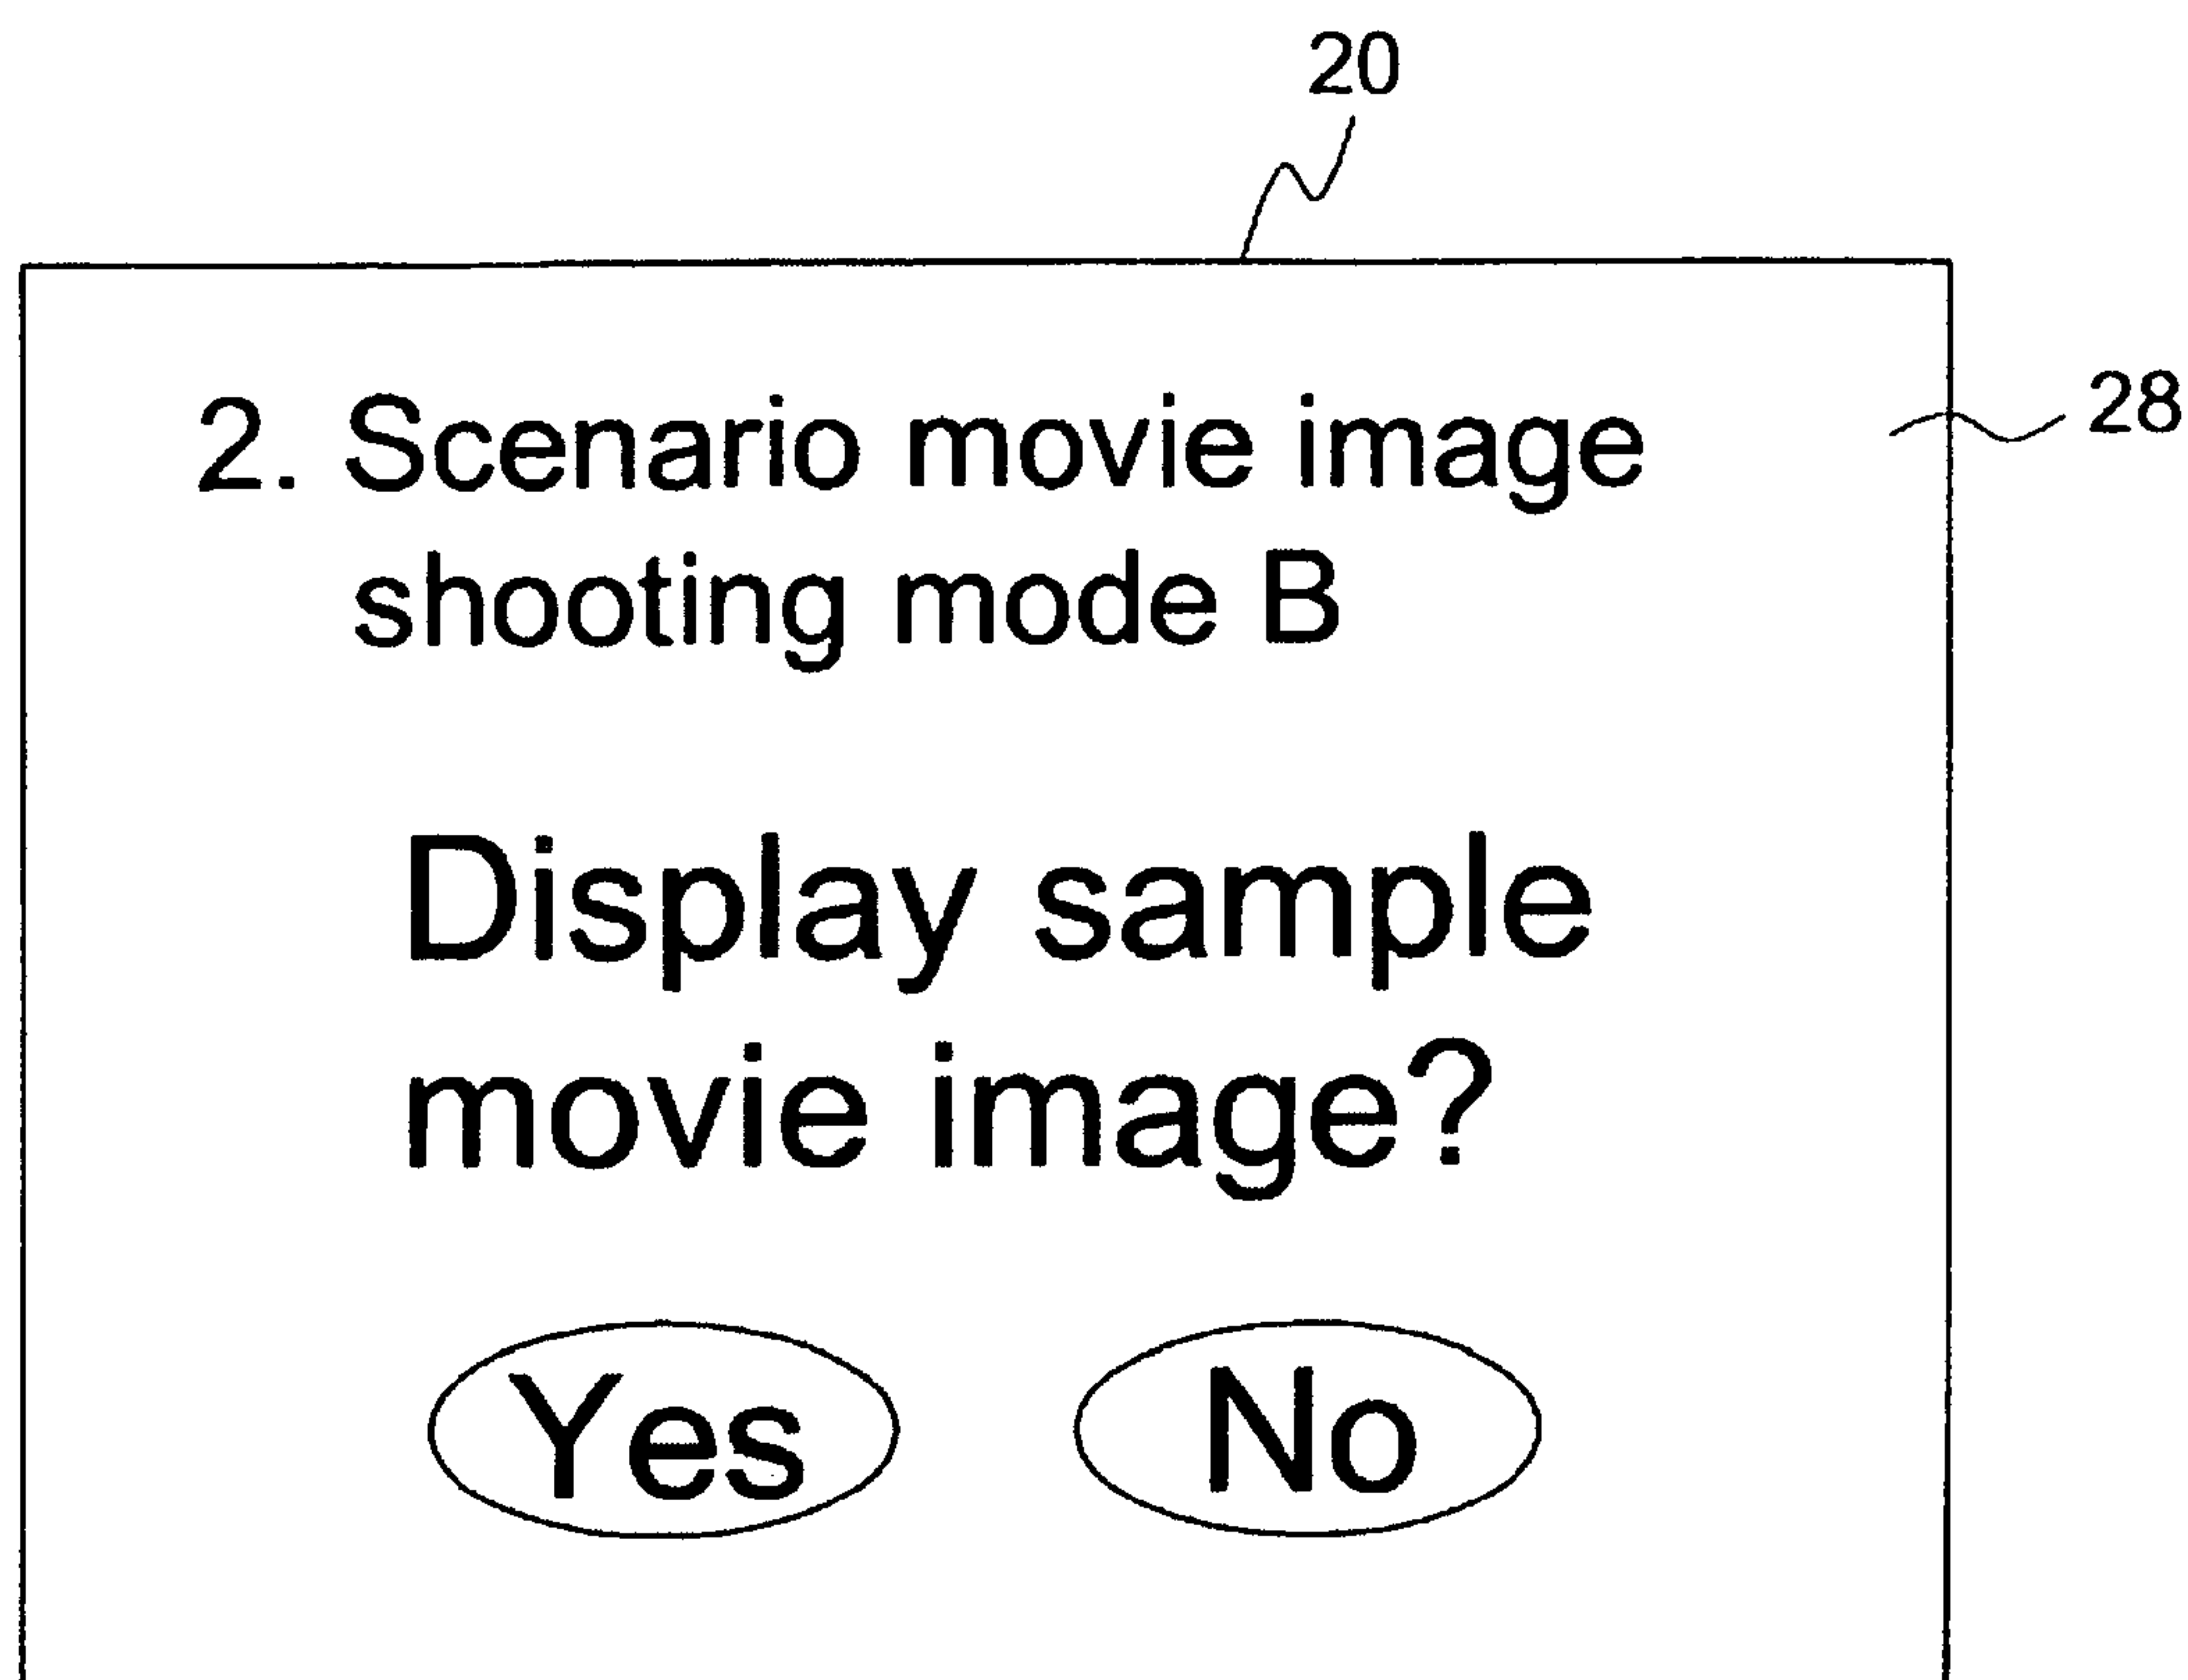 20
28
2. Scenario movie image
shooting mode B
Display sample
movie image?
Yes No